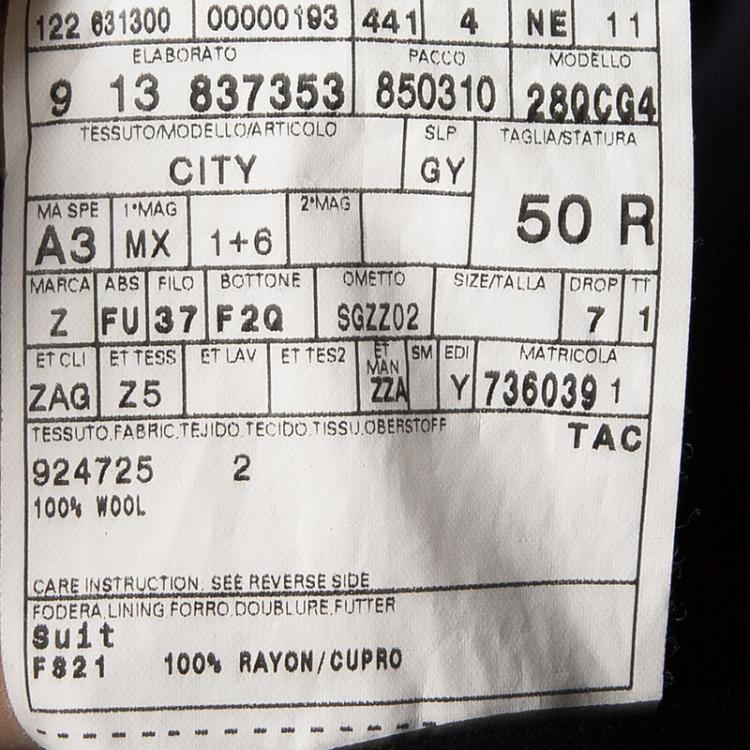 122 631300 00000193 441 4 NE 11
ELABORATO PACCO MODELLO
9 13 837353 850310 280CG4
TESSUTO/MODELLO/ARTICOLO SLP TAGLIA/STATURA
CITY GY 50 R
MA SPE 1°MAG 2°MAG
A3 MX 1+6
MARCA ABS FILO BOTTONE OMETTO SIZE/TALLA DROP TT
Z FU 37 F2Q SGZZ02 7 1
ET CLI ET TESS ET LAV ET TES2 ET MAN SM EDI MATRICOLA
ZAG Z5 ZZA Y 736039 1
TESSUTO,FABRIC,TEJIDO,TECIDO,TISSU,OBERSTOFF TAC
924725 2
100% WOOL
CARE INSTRUCTION: SEE REVERSE SIDE
FODERA,LINING FORRO,DOUBLURE,FUTTER
Suit
F821 100% RAYON/CUPRO